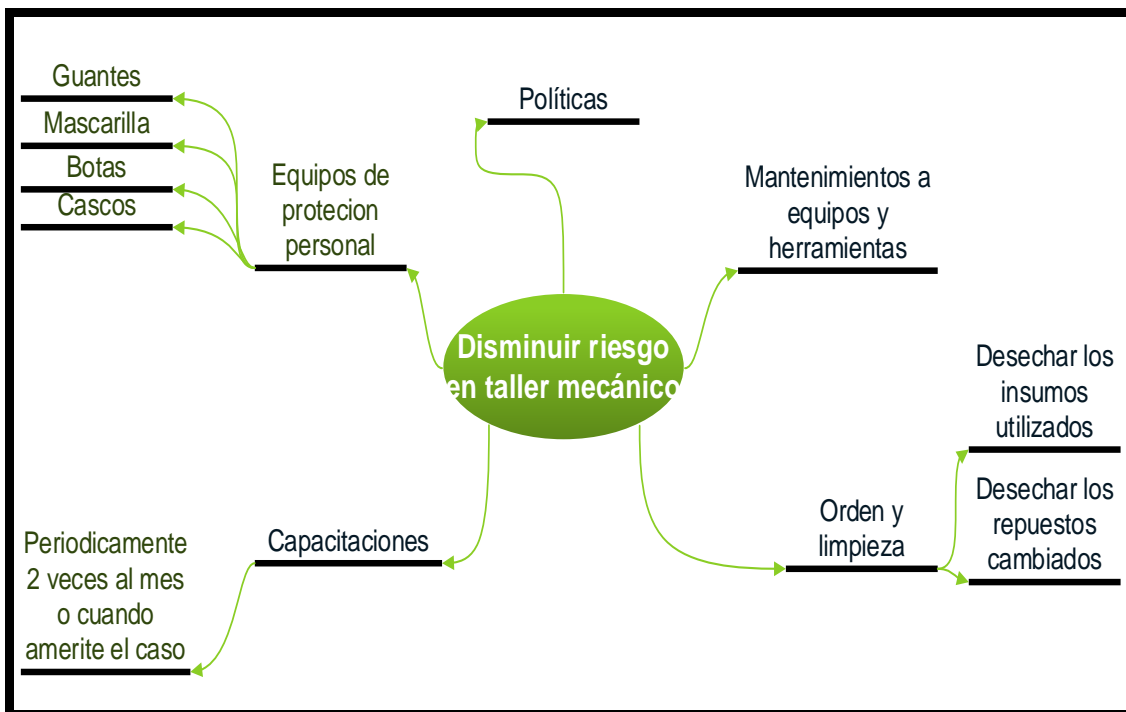 Guantes
Mascarilla
Botas
Cascos
Equipos de
protecion
personal
Políticas
Mantenimientos a
equipos y
herramientas
Disminuir riesgo
en taller mecánico
Desechar los
insumos
utilizados
Desechar los
repuestos
cambiados
Orden y
limpieza
Capacitaciones
Periodicamente
2 veces al mes
o cuando
amerite el caso